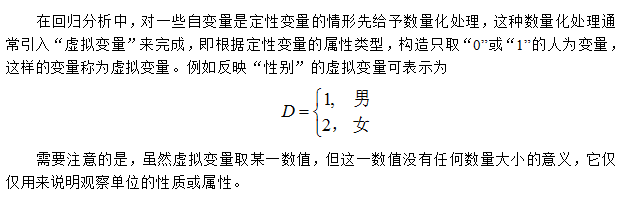 在回归分析中，对一些自变量是定性变量的情形先给予数量化处理，这种数量化处理通
常引入“虚拟变量”来完成，即根据定性变量的属性类型，构造只取“0”或“1”的人为变量，
这样的变量称为虚拟变量。例如反映“性别”的虚拟变量可表示为
D = {1, 男
2， 女
需要注意的是，虽然虚拟变量取某一数值，但这一数值没有任何数量大小的意义，它仅
仅用来说明观察单位的性质或属性。